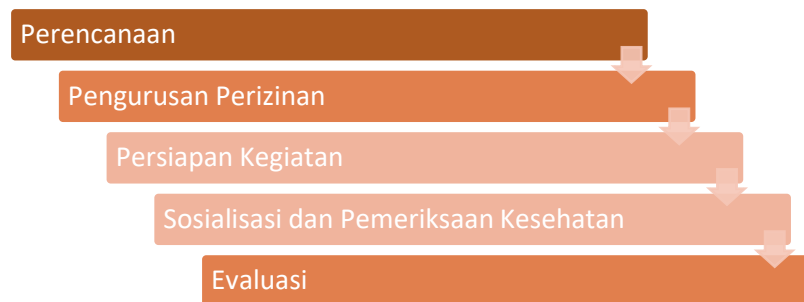 Perencanaan
Pengurusan Perizinan
Persiapan Kegiatan
Sosialisasi dan Pemeriksaan Kesehatan
Evaluasi